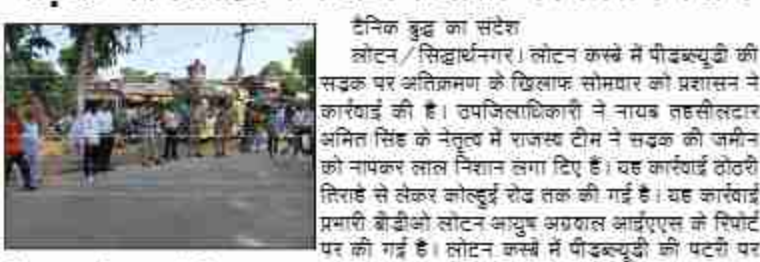 दैनिक बुद्ध का संदेश
लोटन/सिद्धार्थनगर। लोटन कस्बे में पीडब्ल्यूडी की
सड़क पर अतिक्रमण के खिलाफ सोमवार को प्रशासन ने
कार्रवाई की है। उपजिलाधिकारी ने नायब तहसीलदार
अमित सिंह के नेतृत्व में राजस्व टीम ने सड़क की जमीन
को नापकर लाल निशान लगा दिए हैं। यह कार्रवाई ठोठरी
तिराहे से लेकर कोल्हुई रोड तक की गई है। यह कार्रवाई
प्रभारी बीडीओ लोटन आयुष अग्रवाल आईएएस के रिपोर्ट
पर की गई है। लोटन कस्बे में पीडब्ल्यूडी की पटरी पर